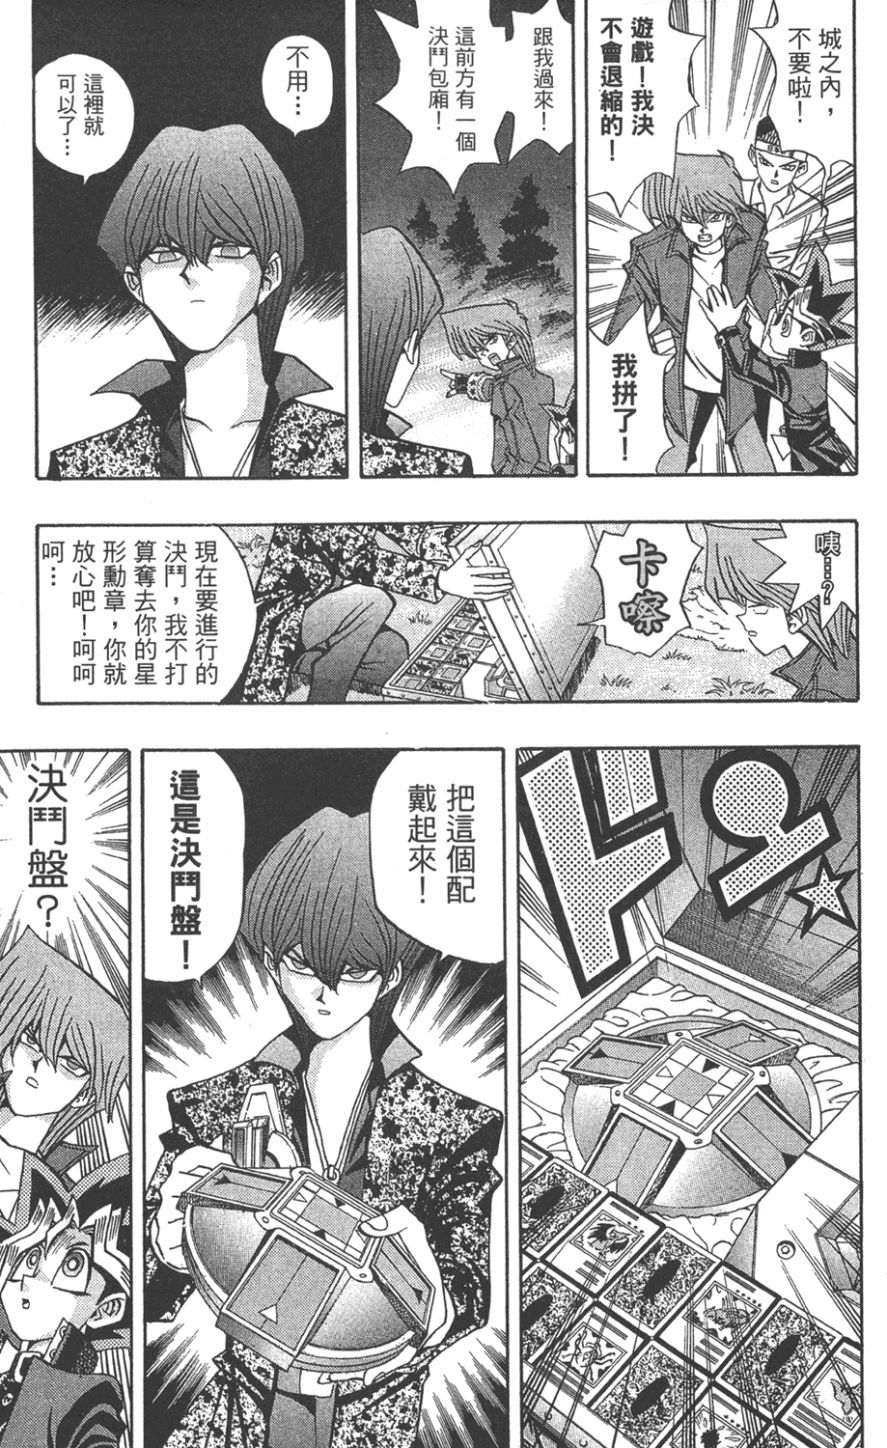 城之內，
不要啦！
遊戲！我決
不會退縮的！
我拼了！
跟我過來！
這前方有一個
決鬥包廂！
不用…
這裡就
可以了…
咦…？
卡嚓
現在要進行的
決鬥，我不打
算奪去你的星
形勳章，你就
放心吧！呵呵
呵…
ドン
把這個配
戴起來！
這是決鬥盤！
決鬥盤？